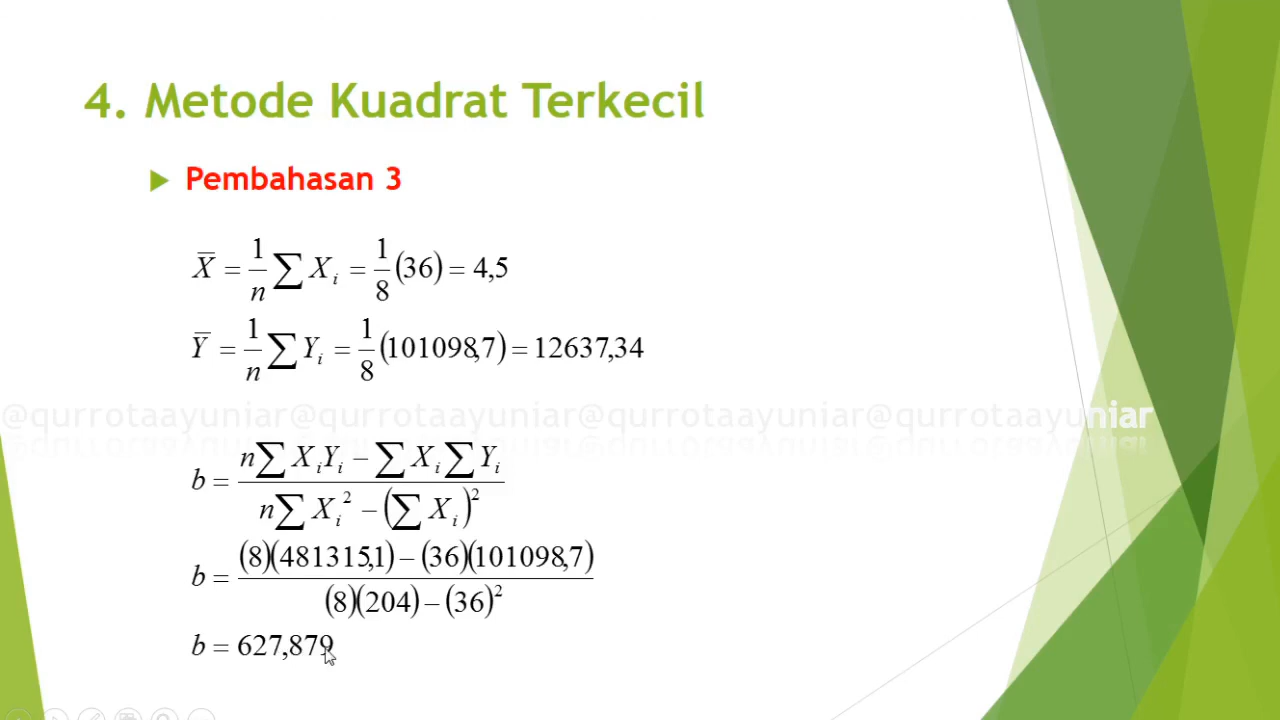 4. Metode Kuadrat Terkecil
Pembahasan 3
X̄ = 1/n ∑ X_i = 1/8 (36) = 4,5
Ȳ = 1/n ∑ Y_i = 1/8 (101098,7) = 12637,34
@qurrotaayuniar@qurrotaayuniar@qurrotaayuniar@qurrotaayuniar
b = (n∑ X_i Y_i − ∑ X_i ∑ Y_i) / (n∑ X_i² − (∑ X_i)²)
b = ((8)(481315,1) − (36)(101098,7)) / ((8)(204) − (36)²)
b = 627,879